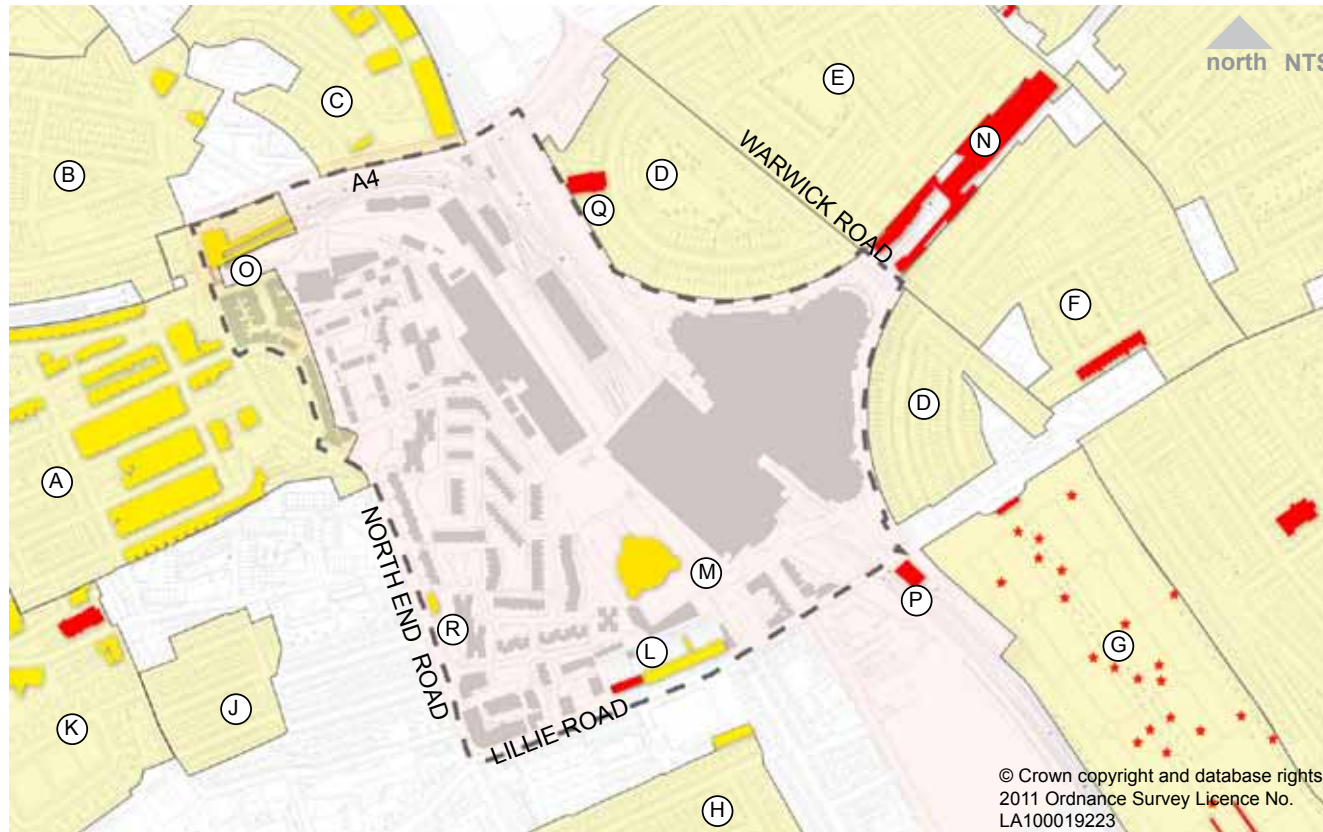 north NTS
C
E
A4
WARWICK ROAD
N
B
D
Q
O
F
D
A
NORTH END ROAD
M
P
R
L
G
K
J
LILLIE ROAD
H
© Crown copyright and database rights
2011 Ordnance Survey Licence No.
LA100019223